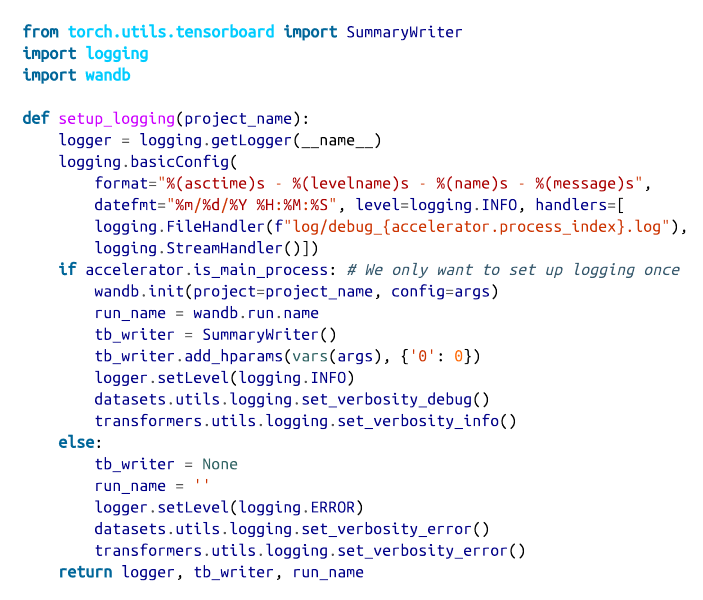 from torch.utils.tensorboard import SummaryWriter
import logging
import wandb

def setup_logging(project_name):
    logger = logging.getLogger(__name__)
    logging.basicConfig(
        format="%(asctime)s - %(levelname)s - %(name)s - %(message)s",
        datefmt="%m/%d/%Y %H:%M:%S", level=logging.INFO, handlers=[
        logging.FileHandler(f"log/debug_{accelerator.process_index}.log"),
        logging.StreamHandler()])
    if accelerator.is_main_process: # We only want to set up logging once
        wandb.init(project=project_name, config=args)
        run_name = wandb.run.name
        tb_writer = SummaryWriter()
        tb_writer.add_hparams(vars(args), {'0': 0})
        logger.setLevel(logging.INFO)
        datasets.utils.logging.set_verbosity_debug()
        transformers.utils.logging.set_verbosity_info()
    else:
        tb_writer = None
        run_name = ''
        logger.setLevel(logging.ERROR)
        datasets.utils.logging.set_verbosity_error()
        transformers.utils.logging.set_verbosity_error()
    return logger, tb_writer, run_name